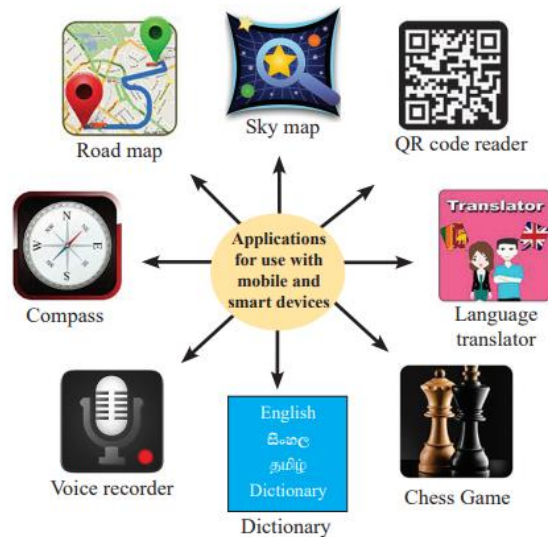 Road map
Sky map
QR code reader
N
W
E
S
Compass
Applications
for use with
mobile and
smart devices
Translator
Language
translator
Voice recorder
English
සිංහල
தமிழ்
Dictionary
Dictionary
Chess Game